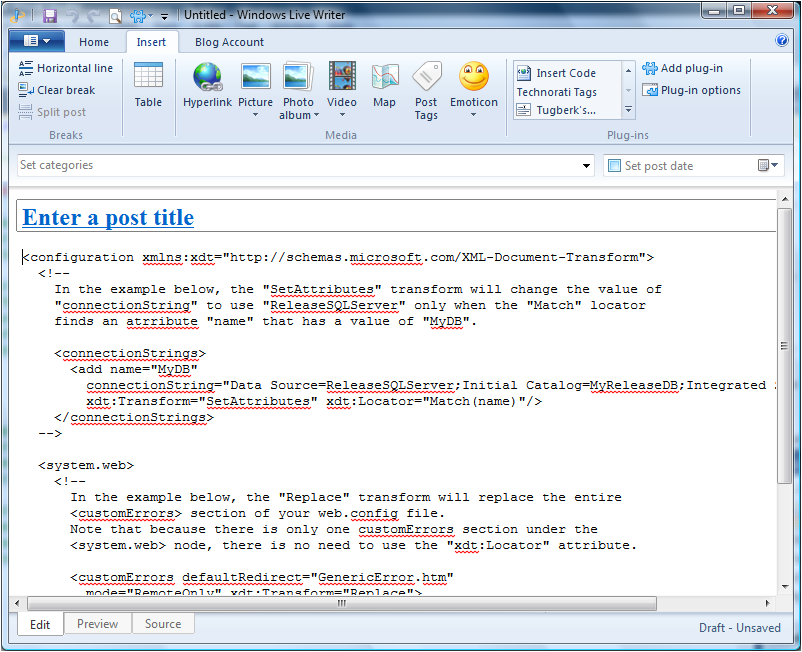 Untitled - Windows Live Writer
Home
Insert
Blog Account
Horizontal line
Clear break
Split post
Breaks
Table
Hyperlink
Picture
Photo album
Video
Map
Post Tags
Emoticon
Media
Insert Code
Technorati Tags
Tugberk's...
Add plug-in
Plug-in options
Plug-ins
Set categories
Set post date
Enter a post title
<configuration xmlns:xdt="http://schemas.microsoft.com/XML-Document-Transform">
<!--
In the example below, the "SetAttributes" transform will change the value of
"connectionString" to use "ReleaseSQLServer" only when the "Match" locator
finds an atrribute "name" that has a value of "MyDB".
<connectionStrings>
<add name="MyDB"
connectionString="Data Source=ReleaseSQLServer;Initial Catalog=MyReleaseDB;Integrated
xdt:Transform="SetAttributes" xdt:Locator="Match(name)"/>
</connectionStrings>
-->
<system.web>
<!--
In the example below, the "Replace" transform will replace the entire
<customErrors> section of your web.config file.
Note that because there is only one customErrors section under the
<system.web> node, there is no need to use the "xdt:Locator" attribute.
<customErrors defaultRedirect="GenericError.htm"
mode="RemoteOnly" xdt:Transform="Replace">
Edit
Preview
Source
Draft - Unsaved